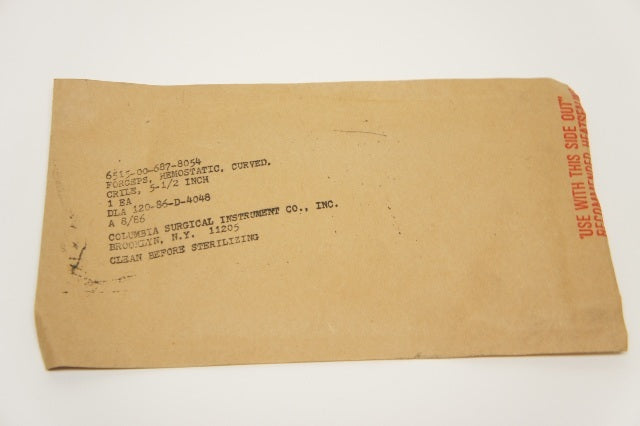 6515-00-687-8054
FORCEPS, HEMOSTATIC, CURVED,
CRILE, 5-1/2 INCH
1 EA
DLA 120-86-D-4048
A 8/86
COLUMBIA SURGICAL INSTRUMENT CO., INC.
BROOKLYN, N.Y. 11205
CLEAN BEFORE STERILIZING
"USE WITH THIS SIDE OUT"
RECOMMENDED